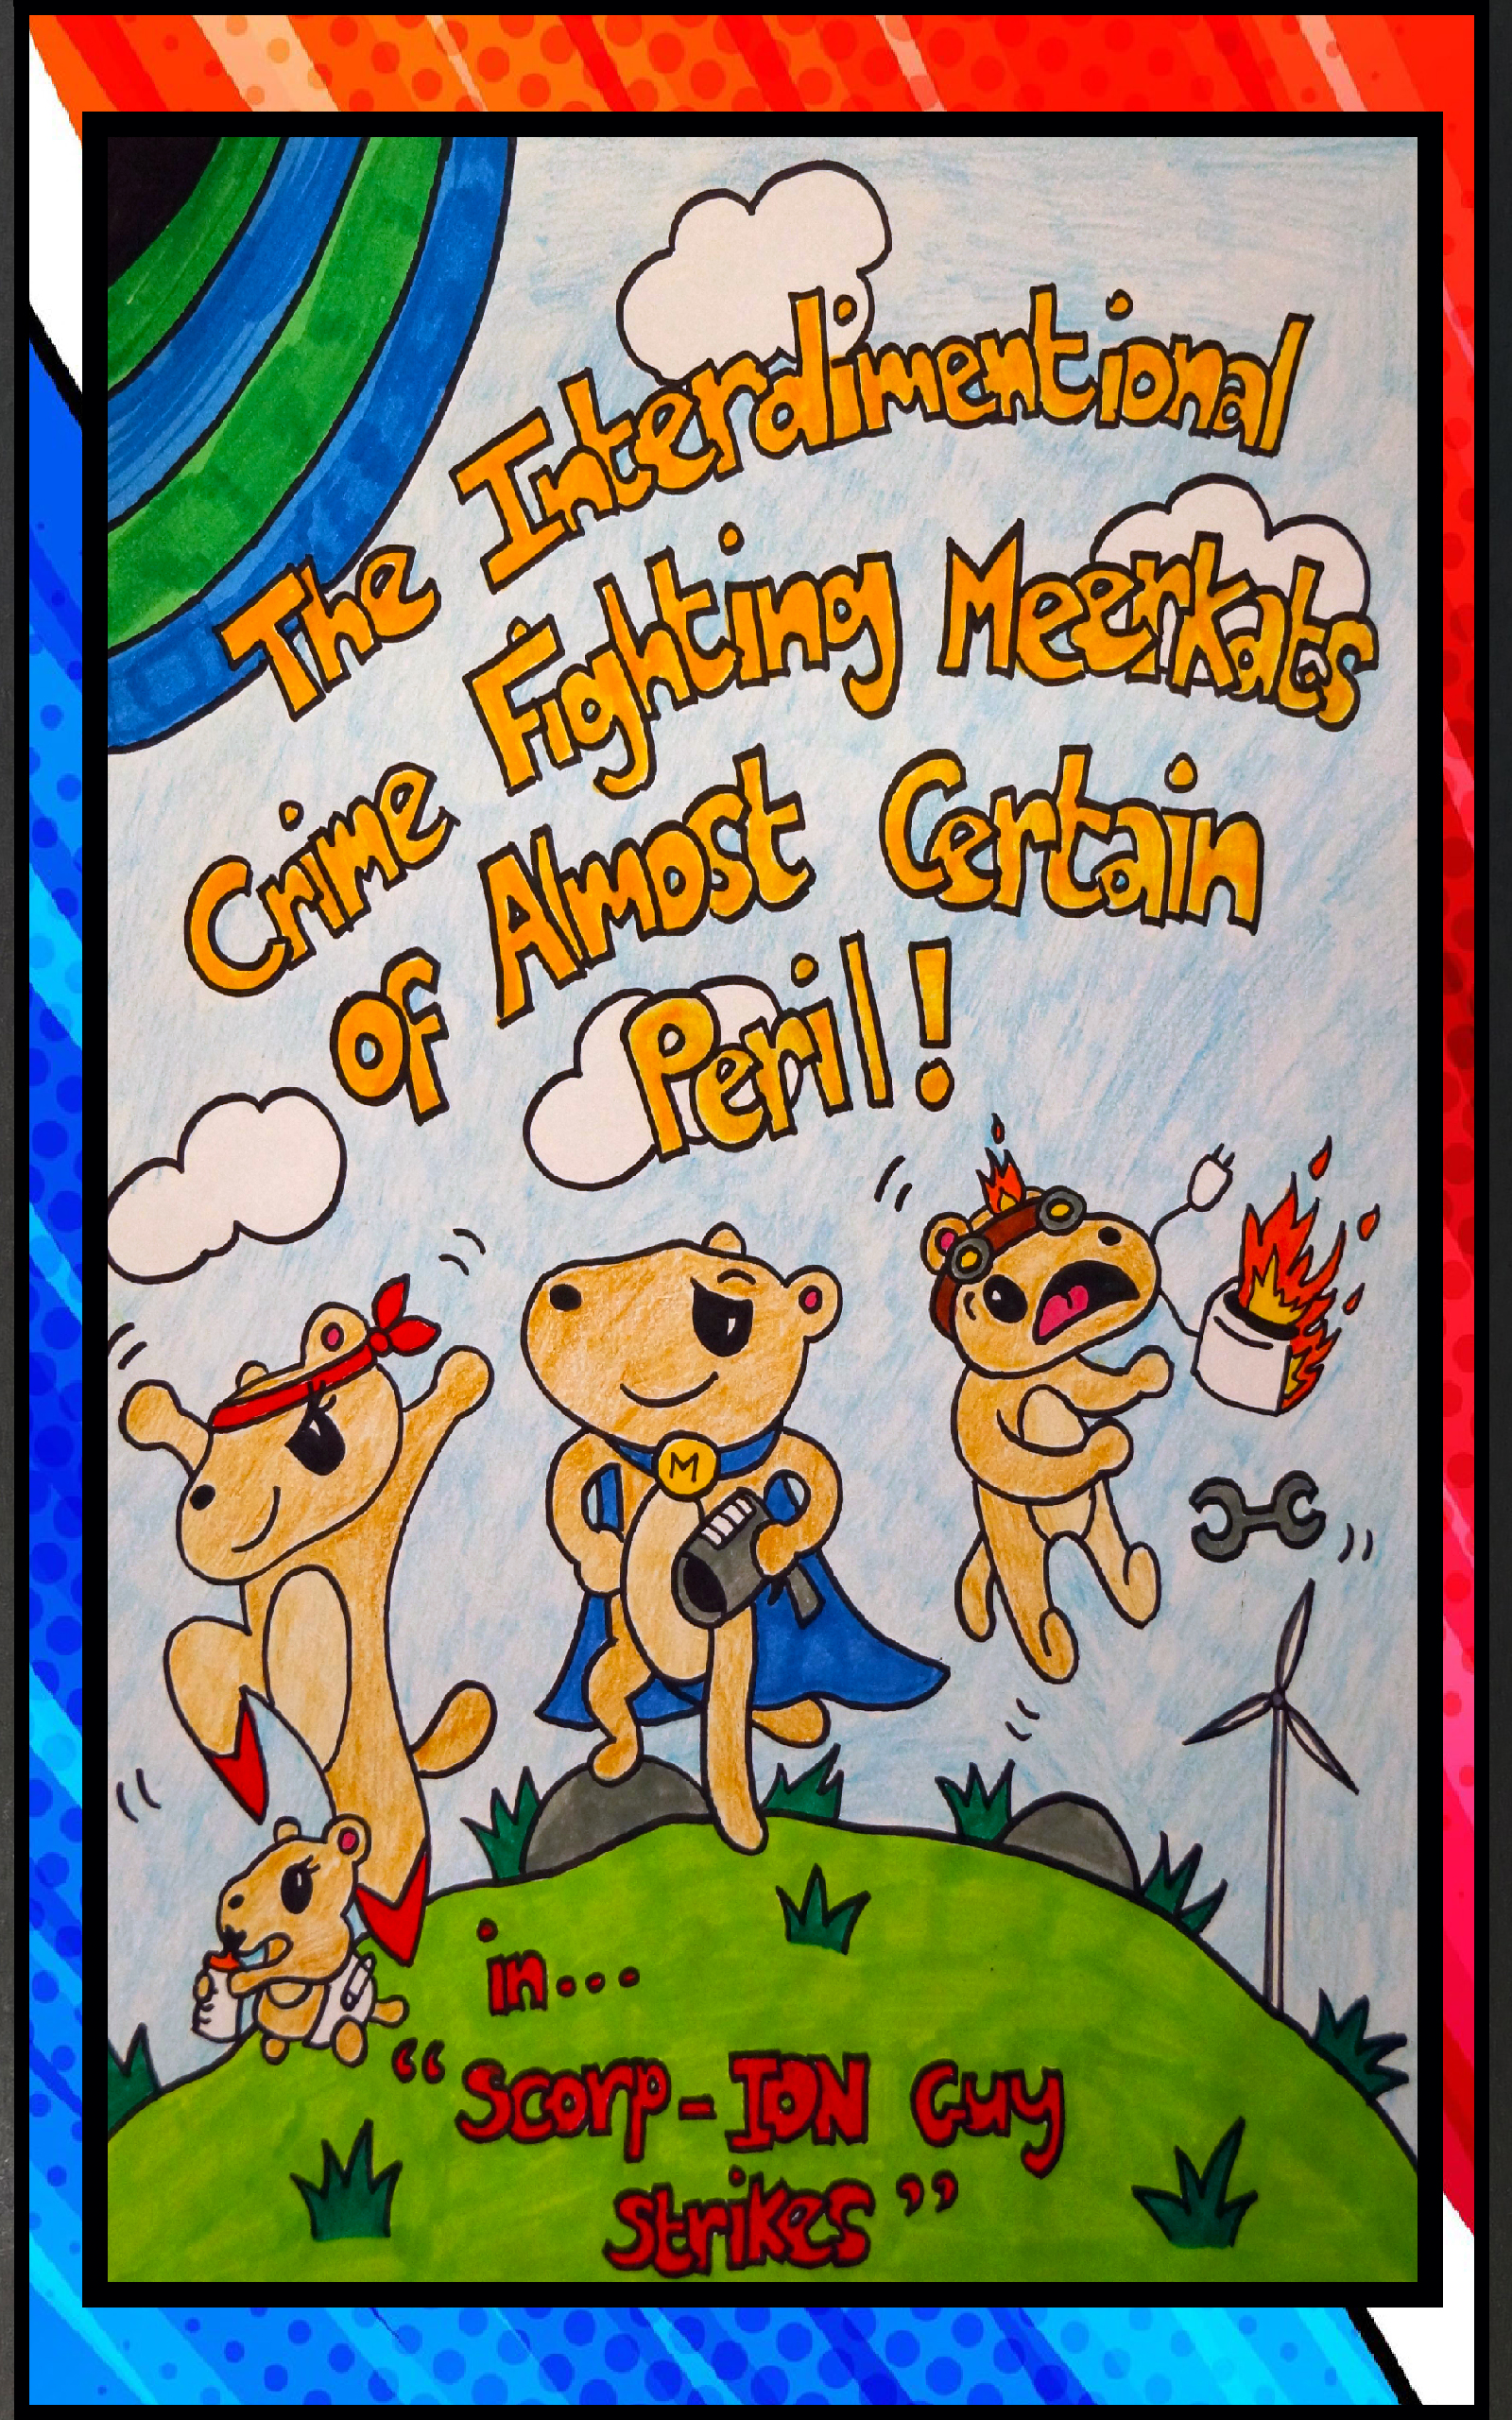 The Interdimentional
Crime Fighting Meerkats
of Almost Certain
Peril!
M
in...
"Scorp-ION Guy
Strikes"